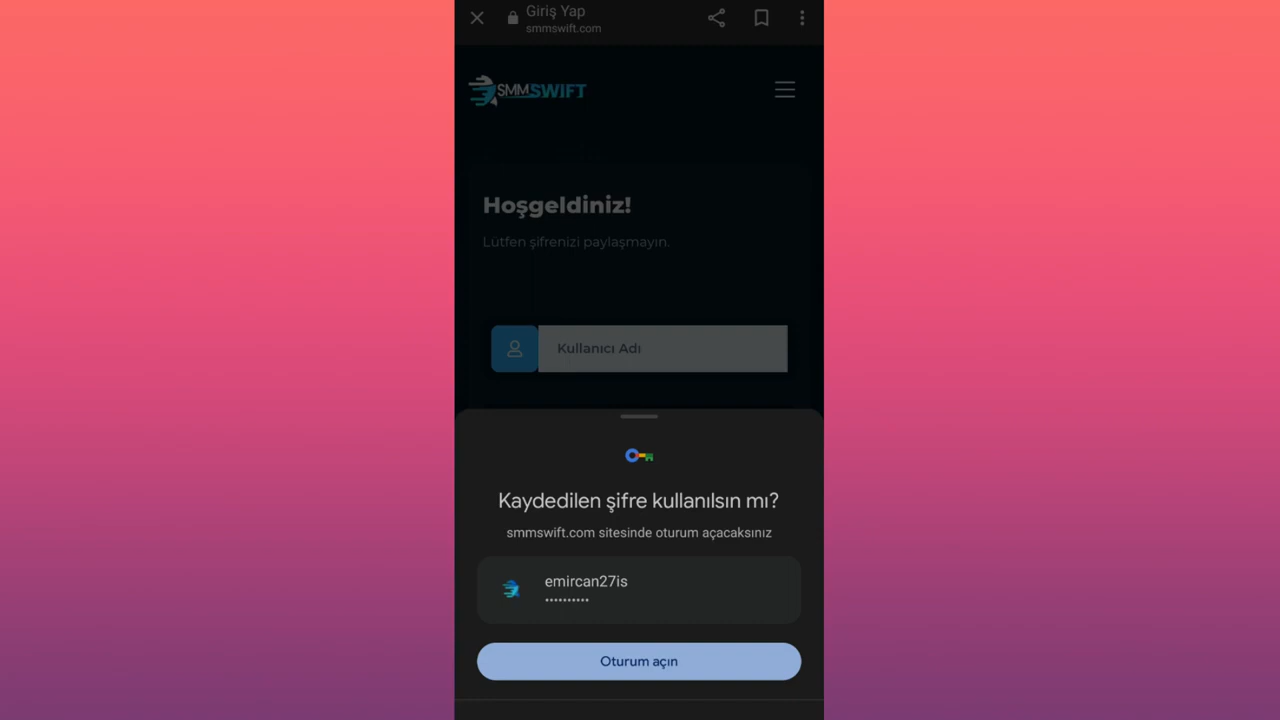 Giriş Yap
smmswift.com
SMMSWIFT
Hoşgeldiniz!
Lütfen şifrenizi paylaşmayın.
Kullanıcı Adı
Kaydedilen şifre kullanılsın mı?
smmswift.com sitesinde oturum açacaksınız
emircan27is
••••••••••
Oturum açın